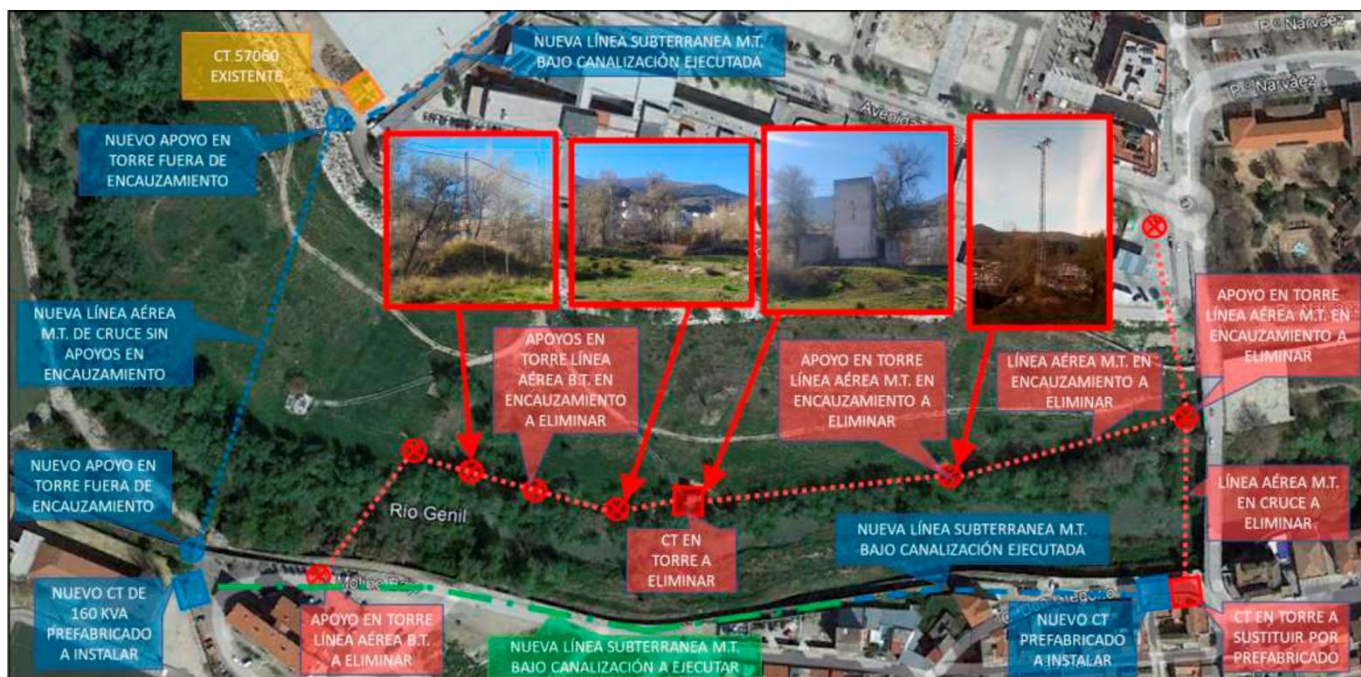 NUEVA LÍNEA SUBTERRANEA M.T.
BAJO CANALIZACIÓN EJECUTADA
Pº Narváez
CT 57060
EXISTENTE
Pº Narváez
NUEVO APOYO EN
TORRE FUERA DE
ENCAUZAMIENTO
Avenida
NUEVA LÍNEA AÉREA
M.T. DE CRUCE SIN
APOYOS EN
ENCAUZAMIENTO
APOYOS EN
TORRE LÍNEA
AÉREA B.T. EN
ENCAUZAMIENTO
A ELIMINAR
APOYO EN TORRE
LÍNEA AÉREA M.T. EN
ENCAUZAMIENTO A
ELIMINAR
LÍNEA AÉREA M.T. EN
ENCAUZAMIENTO A
ELIMINAR
APOYO EN TORRE
LÍNEA AÉREA M.T. EN
ENCAUZAMIENTO A
ELIMINAR
NUEVO APOYO EN
TORRE FUERA DE
ENCAUZAMIENTO
Río Genil
CT EN
TORRE A
ELIMINAR
NUEVA LÍNEA SUBTERRANEA M.T.
BAJO CANALIZACIÓN EJECUTADA
LÍNEA AÉREA M.T.
EN CRUCE A
ELIMINAR
NUEVO CT DE
160 KVA
PREFABRICADO
A INSTALAR
Molino
APOYO EN TORRE
LÍNEA AÉREA B.T.
A ELIMINAR
NUEVA LÍNEA SUBTERRANEA M.T.
BAJO CANALIZACIÓN A EJECUTAR
NUEVO CT
PREFABRICADO
A INSTALAR
CT EN TORRE A
SUSTITUIR POR
PREFABRICADO